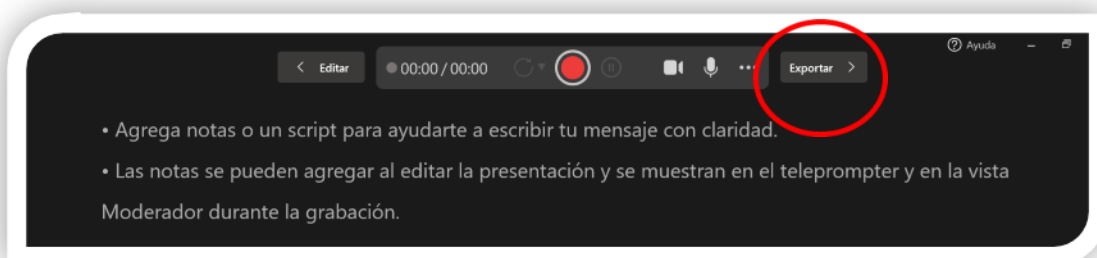 Ayuda
Editar 00:00 / 00:00 Exportar
• Agrega notas o un script para ayudarte a escribir tu mensaje con claridad.
• Las notas se pueden agregar al editar la presentación y se muestran en el teleprompter y en la vista
Moderador durante la grabación.